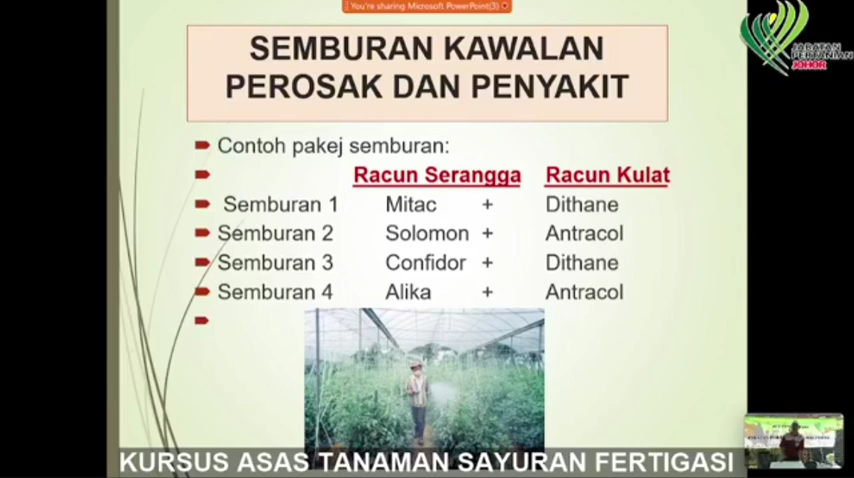 You're sharing Microsoft PowerPoint(3)
JABATAN
PERTANIAN
JOHOR
SEMBURAN KAWALAN
PEROSAK DAN PENYAKIT
Contoh pakej semburan:
Racun Serangga Racun Kulat
Semburan 1 Mitac + Dithane
Semburan 2 Solomon + Antracol
Semburan 3 Confidor + Dithane
Semburan 4 Alika + Antracol
KURSUS ASAS TANAMAN SAYURAN FERTIGASI